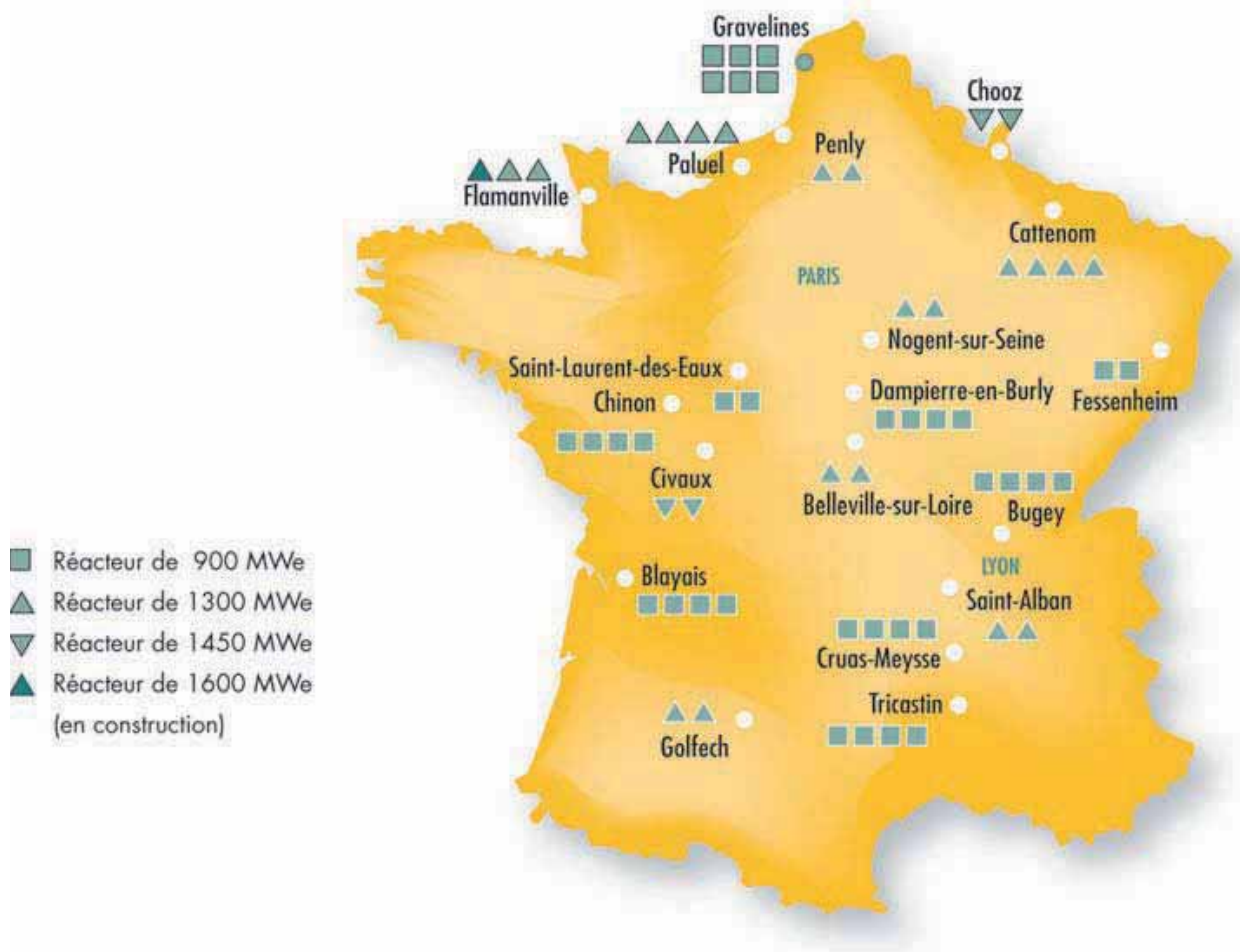 Gravelines
Chooz
Penly
Paluel
Flamanville
Cattenom
PARIS
Nogent-sur-Seine
Saint-Laurent-des-Eaux
Dampierre-en-Burly
Chinon
Fessenheim
Civaux
Belleville-sur-Loire
Bugey
Réacteur de 900 MWe
LYON
Blayais
Réacteur de 1300 MWe
Saint-Alban
Réacteur de 1450 MWe
Cruas-Meysse
Réacteur de 1600 MWe
(en construction)
Tricastin
Golfech